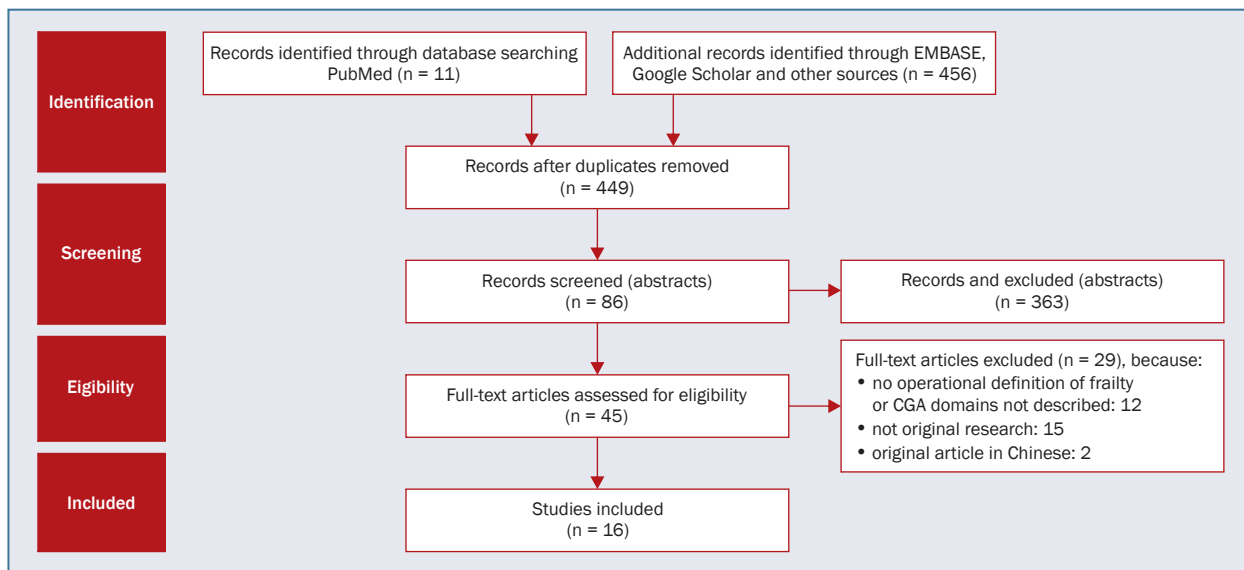 Identification
Records identified through database searching
PubMed (n = 11)
Additional records identified through EMBASE,
Google Scholar and other sources (n = 456)
Records after duplicates removed
(n = 449)
Screening
Records screened (abstracts)
(n = 86)
Records and excluded (abstracts)
(n = 363)
Eigibility
Full-text articles assessed for eligibility
(n = 45)
Full-text articles excluded (n = 29), because:
• no operational definition of frailty
or CGA domains not described: 12
• not original research: 15
• original article in Chinese: 2
Included
Studies included
(n = 16)